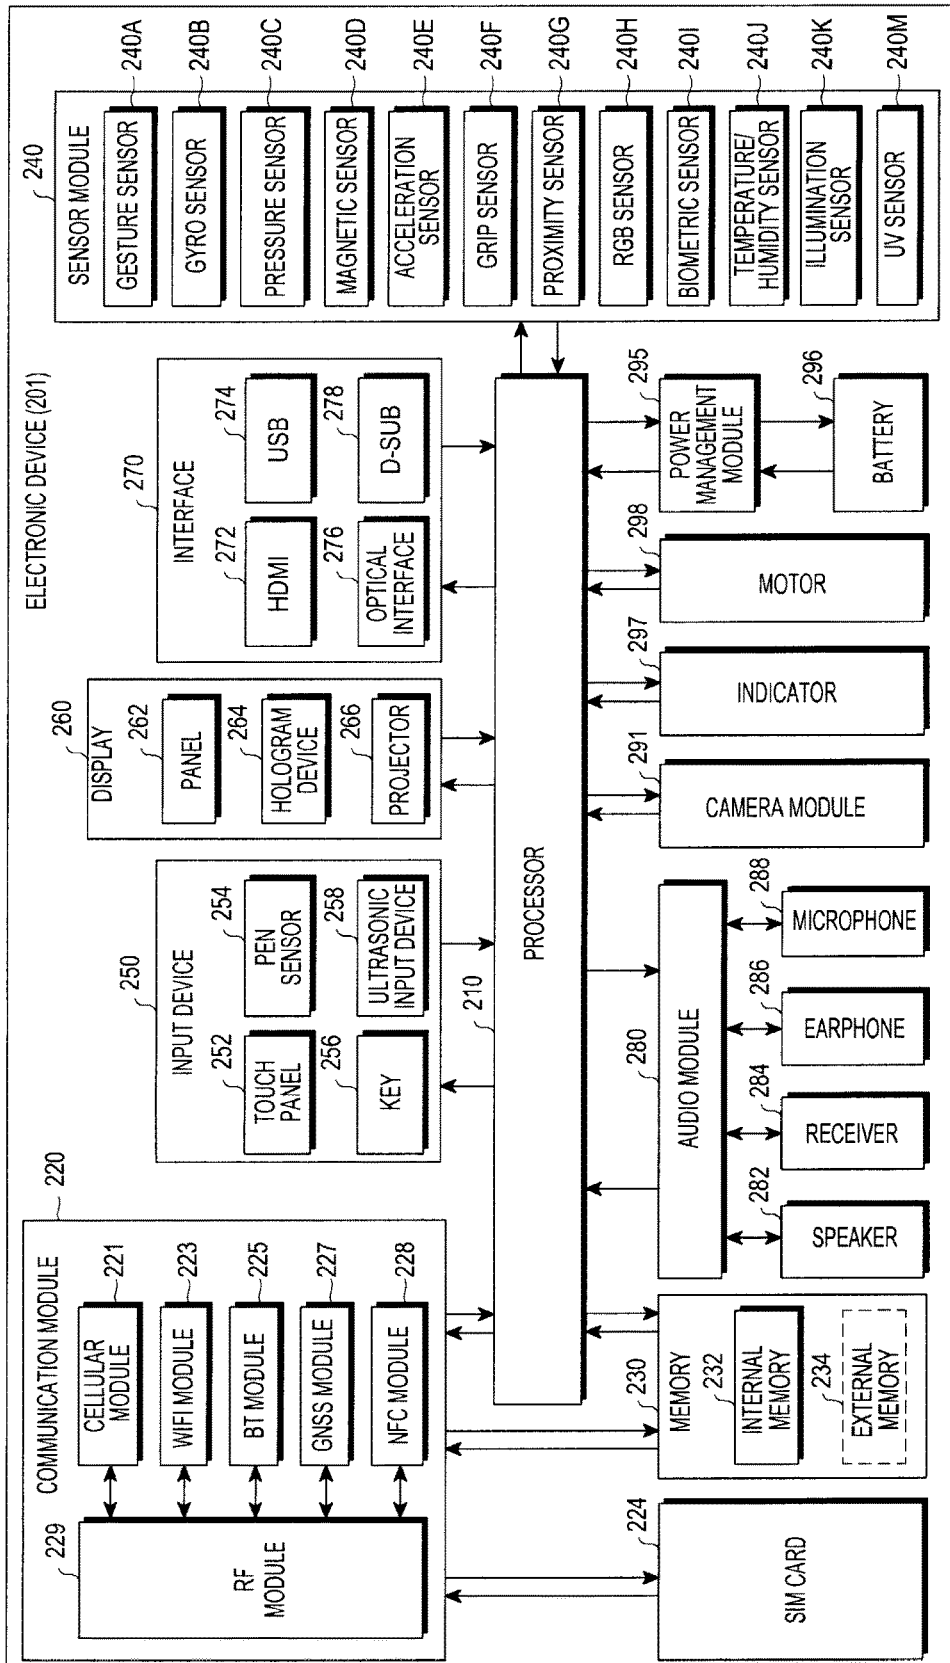 ELECTRONIC DEVICE (201)
COMMUNICATION MODULE
220
229
RF
MODULE
CELLULAR
MODULE
221
WIFI MODULE
223
BT MODULE
225
GNSS MODULE
227
NFC MODULE
228
INPUT DEVICE
250
252
TOUCH
PANEL
254
PEN
SENSOR
256
KEY
258
ULTRASONIC
INPUT DEVICE
DISPLAY
260
262
PANEL
264
HOLOGRAM
DEVICE
266
PROJECTOR
INTERFACE
270
272
HDMI
274
USB
276
OPTICAL
INTERFACE
278
D-SUB
240
SENSOR MODULE
GESTURE SENSOR
240A
GYRO SENSOR
240B
PRESSURE SENSOR
240C
MAGNETIC SENSOR
240D
ACCELERATION
SENSOR
240E
GRIP SENSOR
240F
PROXIMITY SENSOR
240G
RGB SENSOR
240H
BIOMETRIC SENSOR
240I
TEMPERATURE/
HUMIDITY SENSOR
240J
ILLUMINATION
SENSOR
240K
UV SENSOR
240M
210
PROCESSOR
224
SIM CARD
230
MEMORY
232
INTERNAL
MEMORY
234
EXTERNAL
MEMORY
280
AUDIO MODULE
282
SPEAKER
284
RECEIVER
286
EARPHONE
288
MICROPHONE
291
CAMERA MODULE
297
INDICATOR
298
MOTOR
295
POWER
MANAGEMENT
MODULE
296
BATTERY